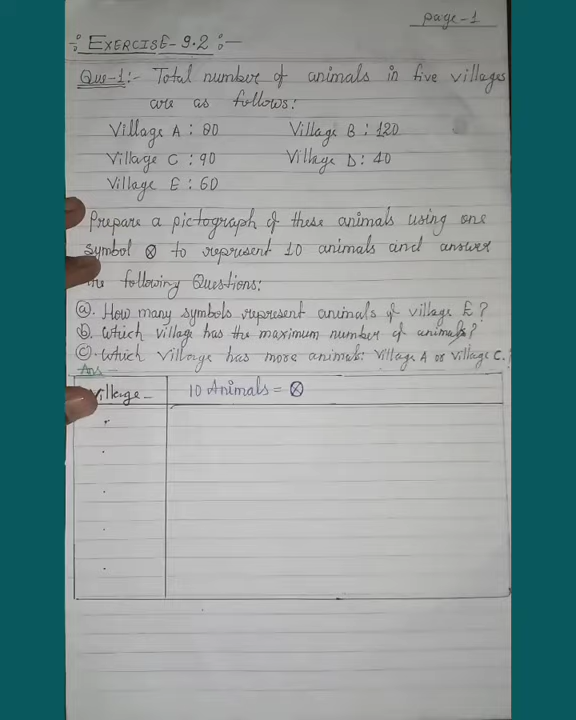 page-1
÷ EXERCISE-9.2 ÷
Que-1:- Total number of animals in five villages
are as follows:
Village A : 80 Village B : 120
Village C : 90 Village D : 40
Village E : 60
Prepare a pictograph of these animals using one
symbol ⊗ to represent 10 animals and answer
the following Questions:
(a). How many symbols represent animals of village E?
(b). Which village has the maximum number of animals?
(c). Which village has more animals: Village A or Village C.?
Ans -
Village - 10 Animals = ⊗